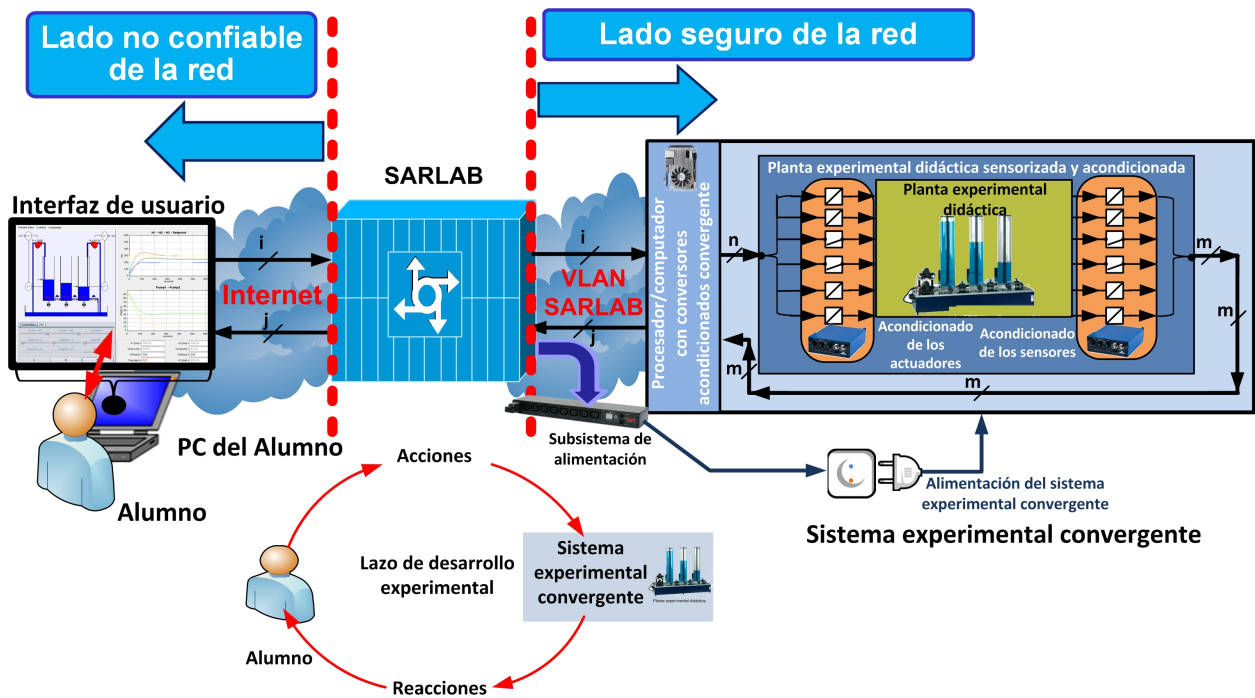 Lado no confiable
de la red
Lado seguro de la red
SARLAB
Interfaz de usuario
i
Internet
j
i
VLAN
SARLAB
j
Procesador/computador
con conversores
acondicionados convergente
Planta experimental didáctica sensorizada y acondicionada
Planta experimental
didáctica
n
m
m
m
m
Acondicionado
de los
actuadores
Acondicionado
de los sensores
PC del Alumno
Alumno
Subsistema de
alimentación
Alimentación del sistema
experimental convergente
Sistema experimental convergente
Acciones
Lazo de desarrollo
experimental
Sistema
experimental
convergente
Planta experimental didáctica
Alumno
Reacciones